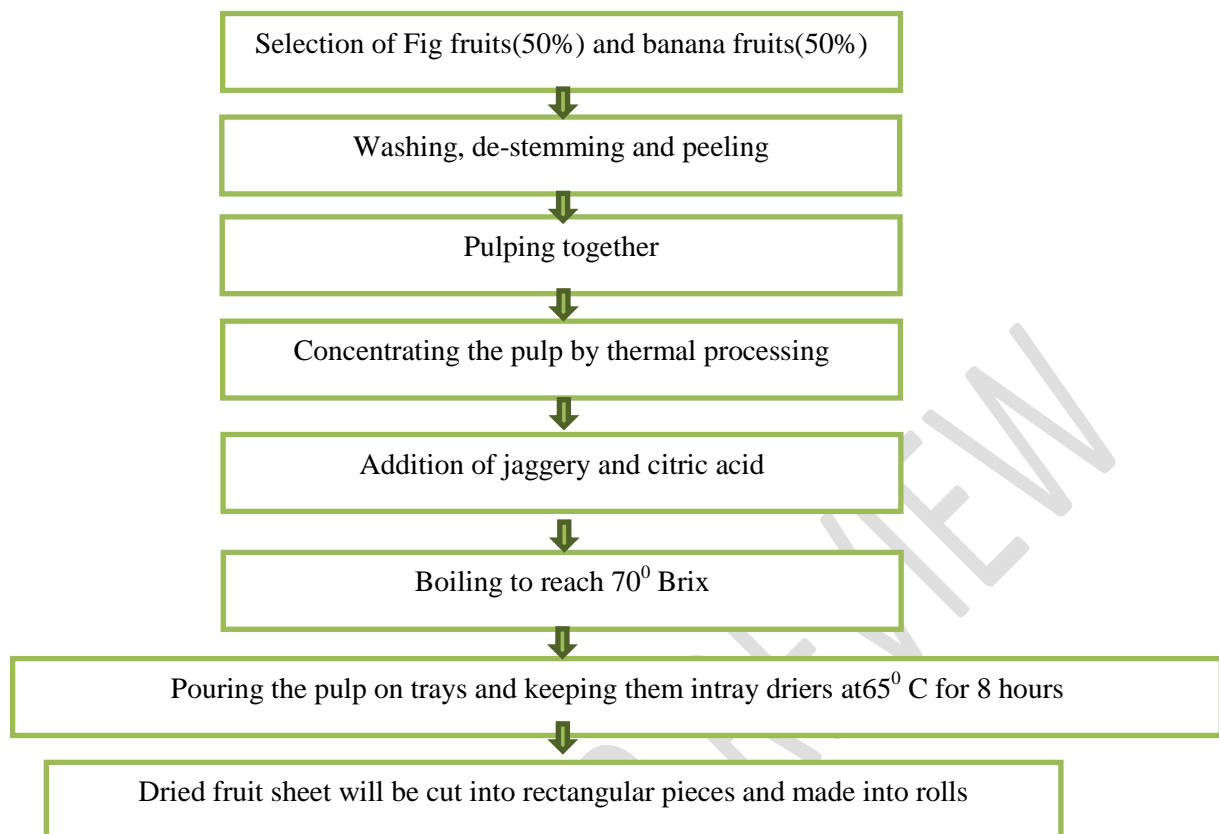 Selection of Fig fruits(50%) and banana fruits(50%)
Washing, de-stemming and peeling
Pulping together
Concentrating the pulp by thermal processing
Addition of jaggery and citric acid
Boiling to reach 70⁰ Brix
Pouring the pulp on trays and keeping them intray driers at65⁰ C for 8 hours
Dried fruit sheet will be cut into rectangular pieces and made into rolls
REVIEW